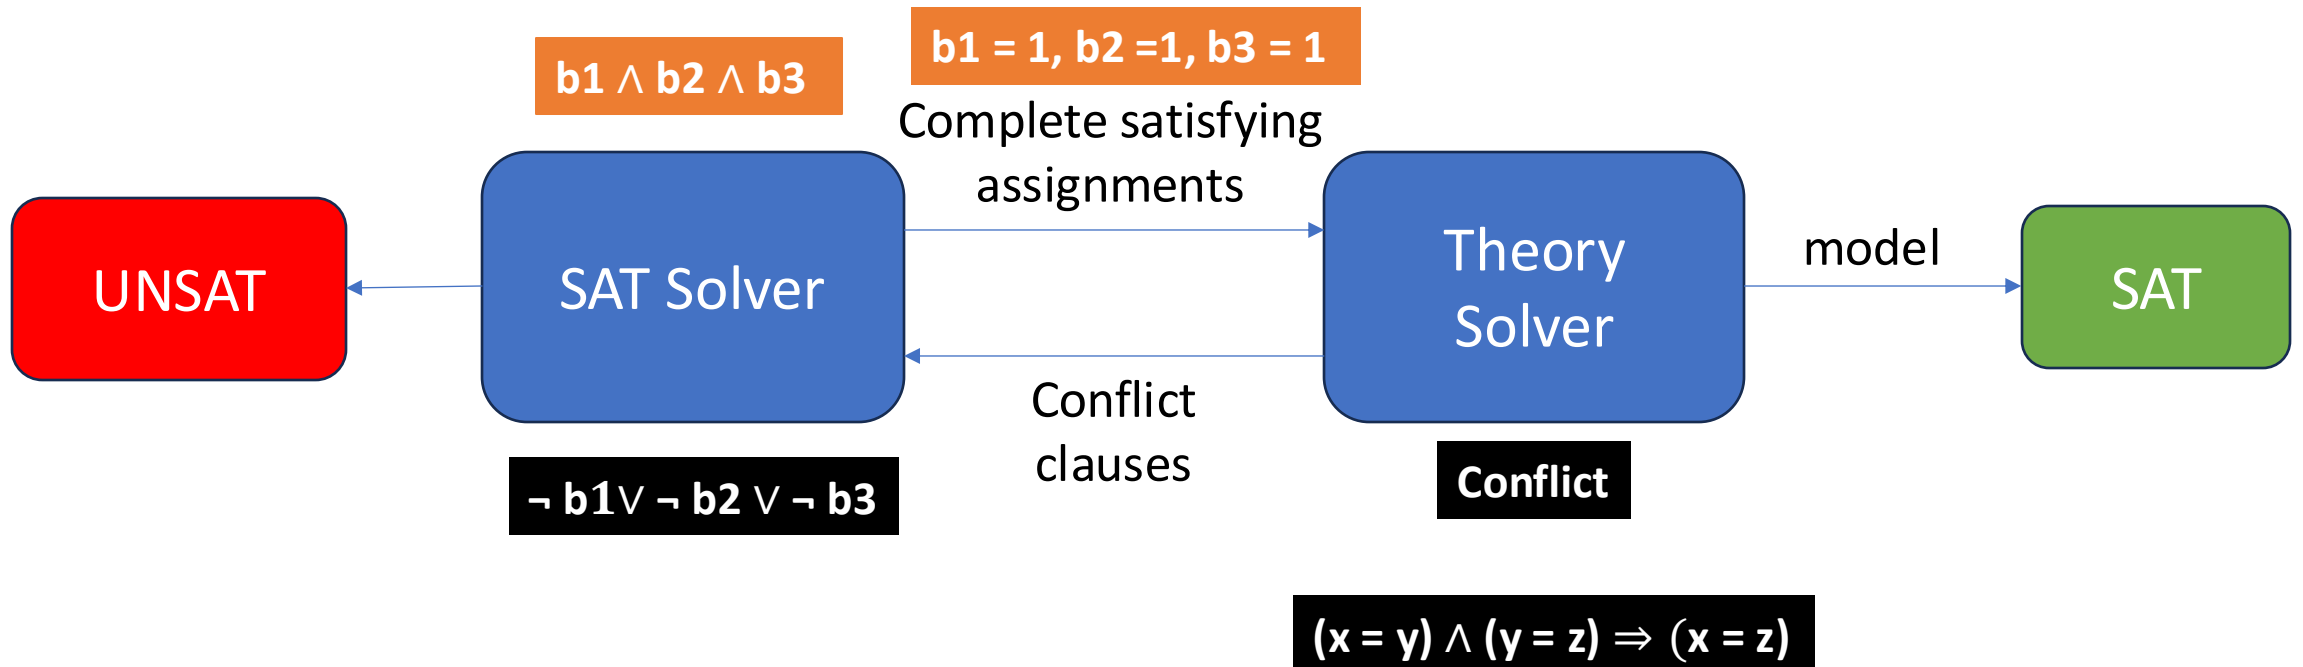 b1 ∧ b2 ∧ b3
b1 = 1, b2 =1, b3 = 1
Complete satisfying
assignments
UNSAT
SAT Solver
Theory
Solver
model
SAT
Conflict
clauses
¬ b1∨ ¬ b2 ∨ ¬ b3
Conflict
(x = y) ∧ (y = z) ⇒ (x = z)